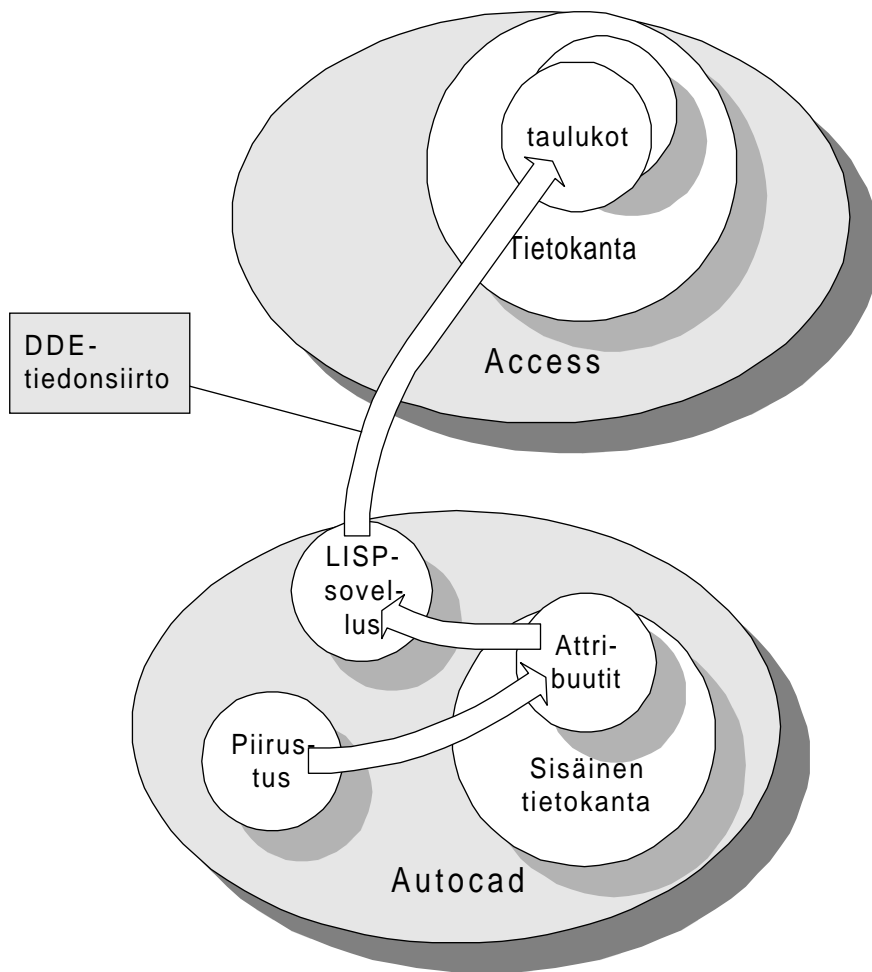 taulukot
Tietokanta
DDE-
tiedonsiirto
Access
LISP-
sovel-
lus
Attri-
buutit
Piirus-
tus
Sisäinen
tietokanta
Autocad